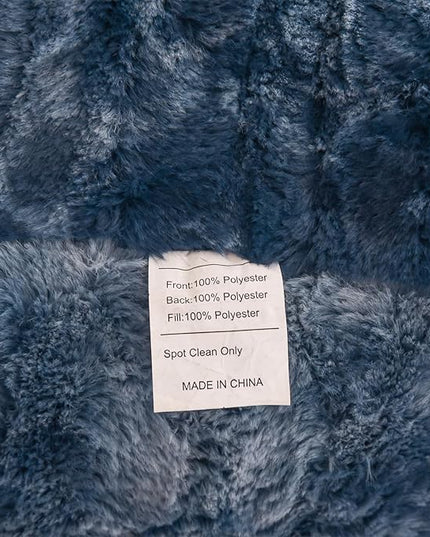 Front:100% Polyester
Back:100% Polyester
Fill:100% Polyester
Spot Clean Only
MADE IN CHINA